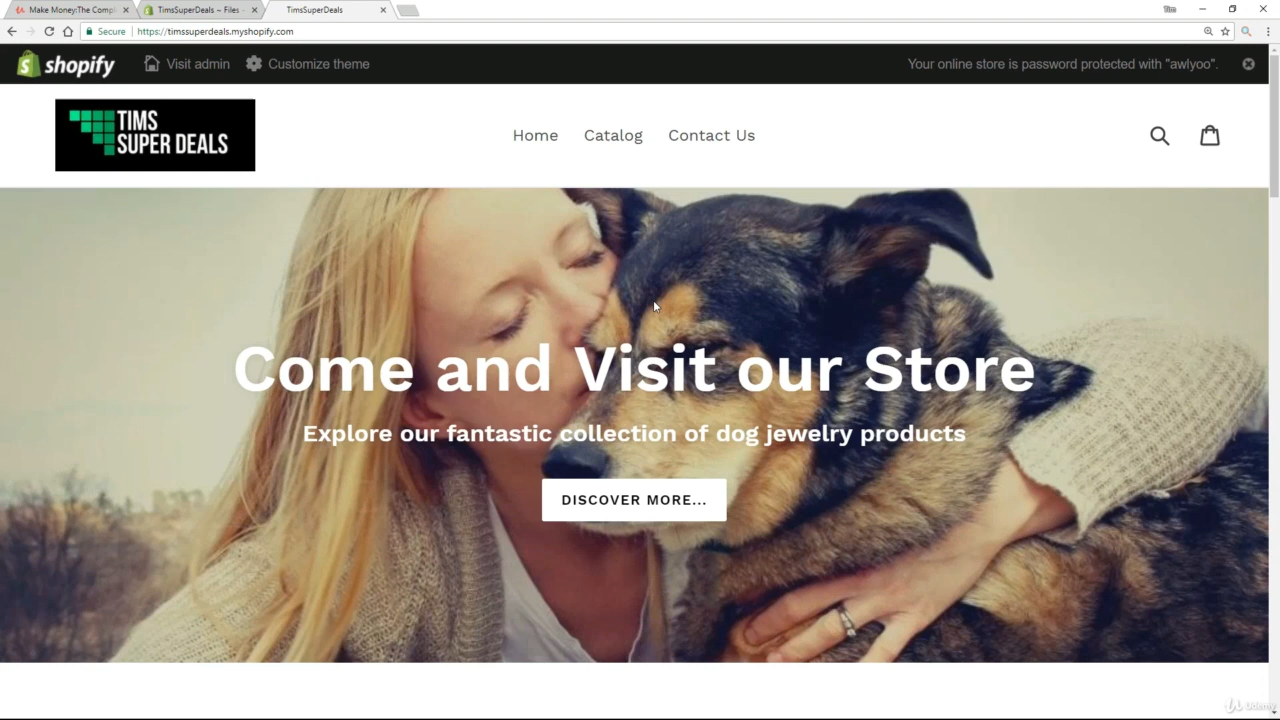 Make Money:The Compl
TimsSuperDeals ~ Files -
TimsSuperDeals
Tim
Secure
https://timssuperdeals.myshopify.com
shopify
Visit admin
Customize theme
Your online store is password protected with "awlyoo".
TIMS
SUPER DEALS
Home
Catalog
Contact Us
Come and Visit our Store
Explore our fantastic collection of dog jewelry products
DISCOVER MORE...
Udemy